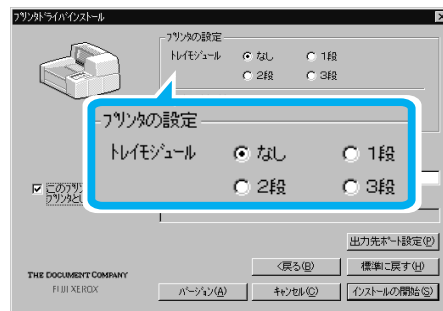 プリンタドライバインストール
プリンタの設定
トレイモジュール なし 1段
2段 3段
プリンタの設定
トレイモジュール なし 1段
2段 3段
出力先ポート設定(P)
<戻る(B) 標準に戻す(H)
THE DOCUMENT COMPANY
FUJI XEROX
バージョン(A) キャンセル(C) インストールの開始(S)